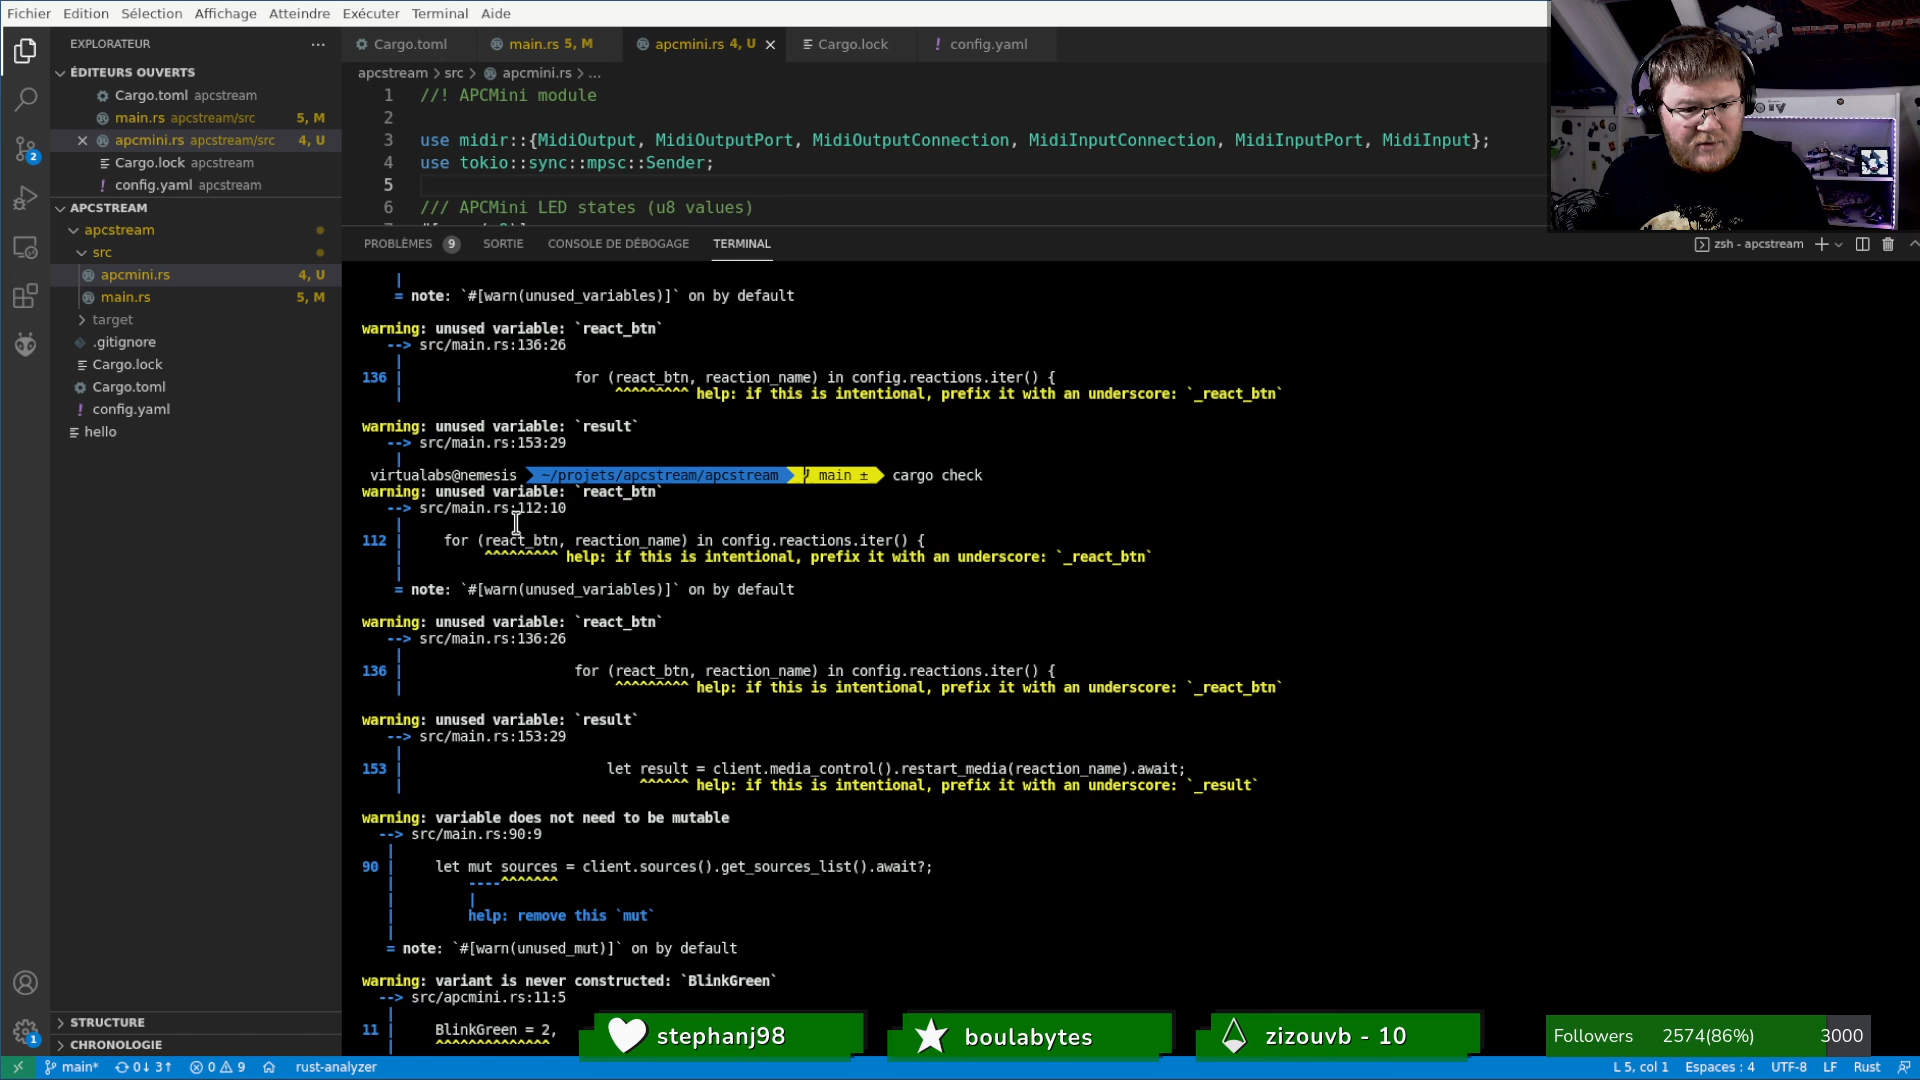 Fichier Edition Sélection Affichage Atteindre Exécuter Terminal Aide
EXPLORATEUR
ÉDITEURS OUVERTS
Cargo.toml apcstream
main.rs apcstream/src 5, M
apcmini.rs apcstream/src 4, U
Cargo.lock apcstream
! config.yaml apcstream
APCSTREAM
apcstream
src
apcmini.rs 4, U
main.rs 5, M
target
.gitignore
Cargo.lock
Cargo.toml
! config.yaml
hello
STRUCTURE
CHRONOLOGIE
2
1
Cargo.toml main.rs 5, M apcmini.rs 4, U Cargo.lock ! config.yaml
apcstream > src > apcmini.rs > ...
1 //! APCMini module
2
3 use midir::{MidiOutput, MidiOutputPort, MidiOutputConnection, MidiInputConnection, MidiInputPort, MidiInput};
4 use tokio::sync::mpsc::Sender;
5
6 /// APCMini LED states (u8 values)
PROBLÈMES 9 SORTIE CONSOLE DE DÉBOGAGE TERMINAL zsh - apcstream
|
= note: `#[warn(unused_variables)]` on by default
warning: unused variable: `react_btn`
--> src/main.rs:136:26
|
136 | for (react_btn, reaction_name) in config.reactions.iter() {
| ^^^^^^^^^ help: if this is intentional, prefix it with an underscore: `_react_btn`
warning: unused variable: `result`
--> src/main.rs:153:29
|
virtualabs@nemesis ~/projets/apcstream/apcstream main ± cargo check
warning: unused variable: `react_btn`
--> src/main.rs:112:10
|
112 | for (react_btn, reaction_name) in config.reactions.iter() {
| ^^^^^^^^^ help: if this is intentional, prefix it with an underscore: `_react_btn`
|
= note: `#[warn(unused_variables)]` on by default
warning: unused variable: `react_btn`
--> src/main.rs:136:26
|
136 | for (react_btn, reaction_name) in config.reactions.iter() {
| ^^^^^^^^^ help: if this is intentional, prefix it with an underscore: `_react_btn`
warning: unused variable: `result`
--> src/main.rs:153:29
|
153 | let result = client.media_control().restart_media(reaction_name).await;
| ^^^^^^ help: if this is intentional, prefix it with an underscore: `_result`
warning: variable does not need to be mutable
--> src/main.rs:90:9
|
90 | let mut sources = client.sources().get_sources_list().await?;
| ----^^^^^^^
| |
| help: remove this `mut`
|
= note: `#[warn(unused_mut)]` on by default
warning: variant is never constructed: `BlinkGreen`
--> src/apcmini.rs:11:5
|
11 | BlinkGreen = 2,
| ^^^^^^^^^^^^^^
stephanj98
boulabytes
zizouvb - 10
Followers 2574(86%) 3000
main* 0↓ 3↑ 0 9 rust-analyzer L 5, col 1 Espaces : 4 UTF-8 LF Rust